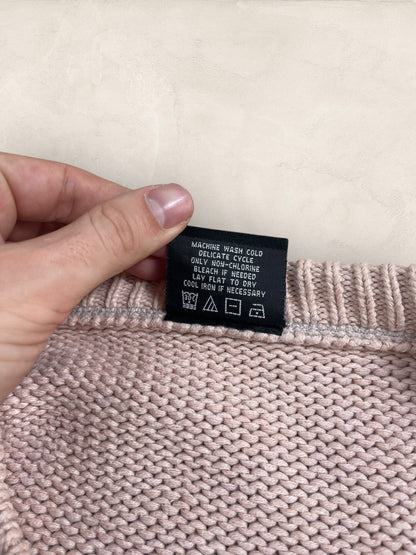 MACHINE WASH COLD
DELICATE CYCLE
ONLY NON-CHLORINE
BLEACH IF NEEDED
LAY FLAT TO DRY
COOL IRON IF NECESSARY